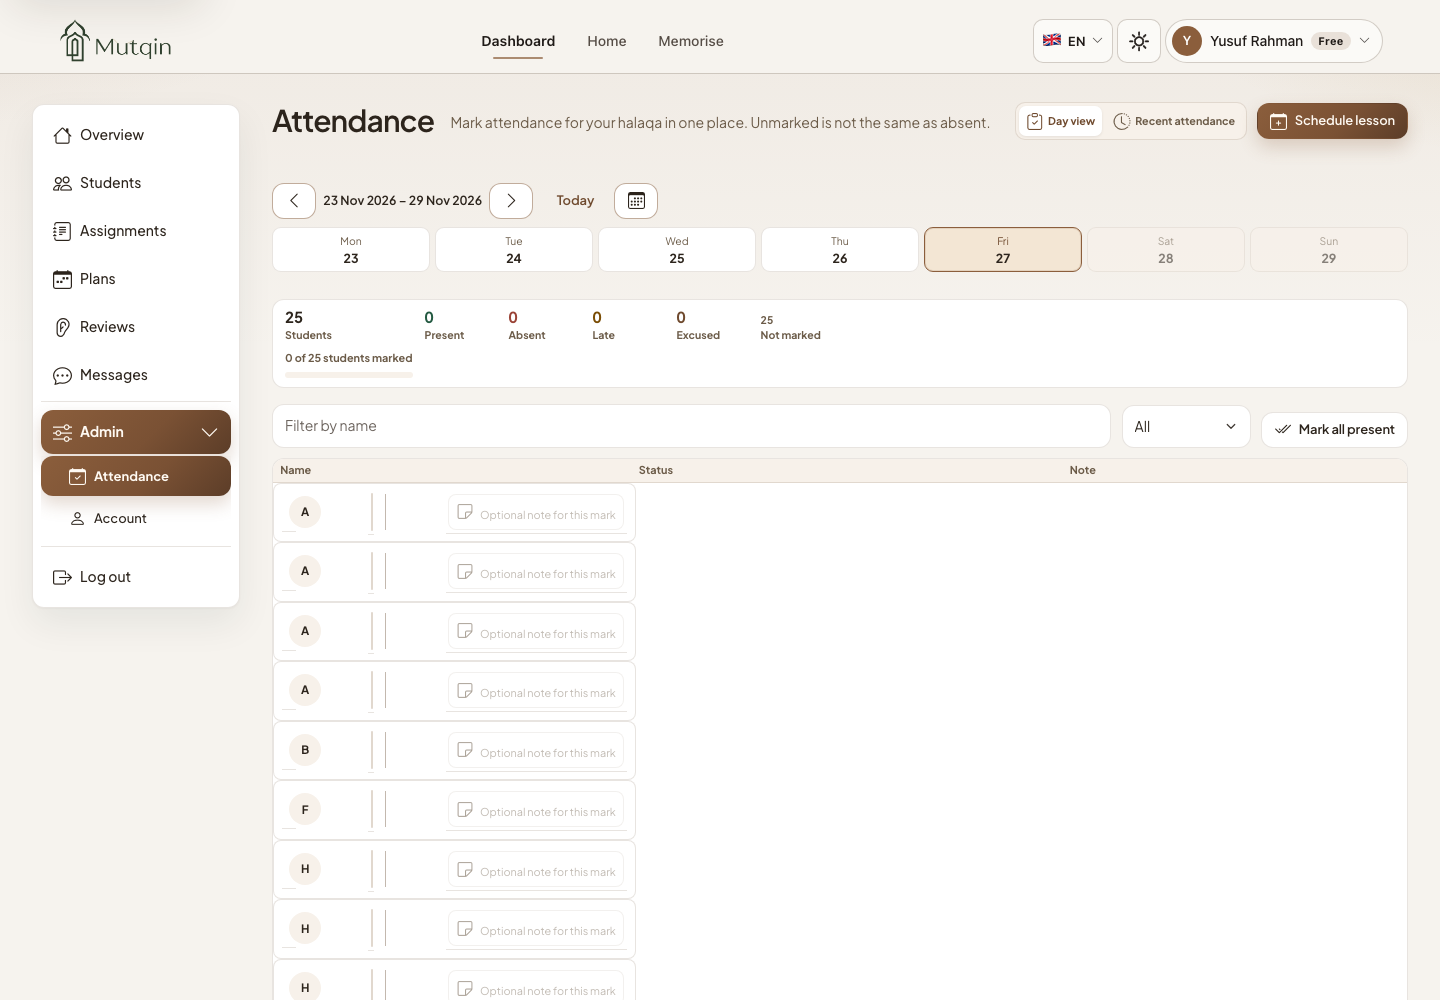 Mutqin
Dashboard
Home
Memorise
EN
Y
Yusuf Rahman
Free
Overview
Students
Assignments
Plans
Reviews
Messages
Admin
Attendance
Account
Log out
Attendance
Mark attendance for your halaqa in one place. Unmarked is not the same as absent.
Day view
Recent attendance
Schedule lesson
23 Nov 2026 – 29 Nov 2026
Today
Mon
23
Tue
24
Wed
25
Thu
26
Fri
27
Sat
28
Sun
29
25
Students
0
Present
0
Absent
0
Late
0
Excused
25
Not marked
0 of 25 students marked
Filter by name
All
Mark all present
Name
Status
Note
A
Optional note for this mark
A
Optional note for this mark
A
Optional note for this mark
A
Optional note for this mark
B
Optional note for this mark
F
Optional note for this mark
H
Optional note for this mark
H
Optional note for this mark
H
Optional note for this mark